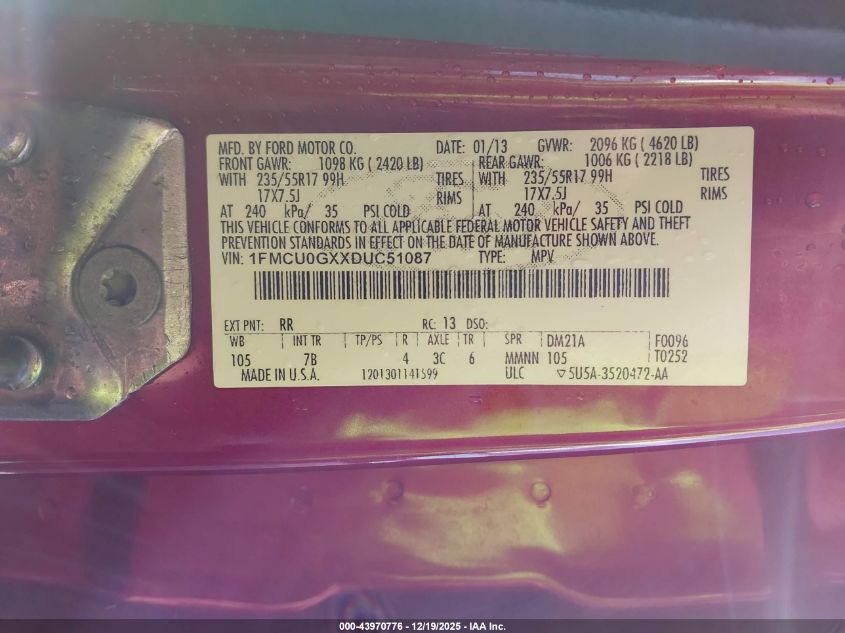 MFD. BY FORD MOTOR CO. DATE: 01/13 GVWR: 2096 KG ( 4620 LB)
FRONT GAWR: 1098 KG ( 2420 LB) REAR GAWR: 1006 KG ( 2218 LB)
WITH 235/55R17 99H TIRES WITH 235/55R17 99H TIRES
17X7.5J RIMS 17X7.5J RIMS
AT 240 kPa/ 35 PSI COLD AT 240 kPa/ 35 PSI COLD
THIS VEHICLE CONFORMS TO ALL APPLICABLE FEDERAL MOTOR VEHICLE SAFETY AND THEFT
PREVENTION STANDARDS IN EFFECT ON THE DATE OF MANUFACTURE SHOWN ABOVE.
VIN: 1FMCU0GXXDUC51087 TYPE: MPV
EXT PNT: RR RC: 13 DSO:
WB INT TR TP/PS R AXLE TR SPR DM21A F0096
105 7B 4 3C 6 MMNN 105 T0252
MADE IN U.S.A. 1201301141599 ULC ▽5U5A-3520472-AA
000-43970776 - 12/19/2025 - IAA Inc.